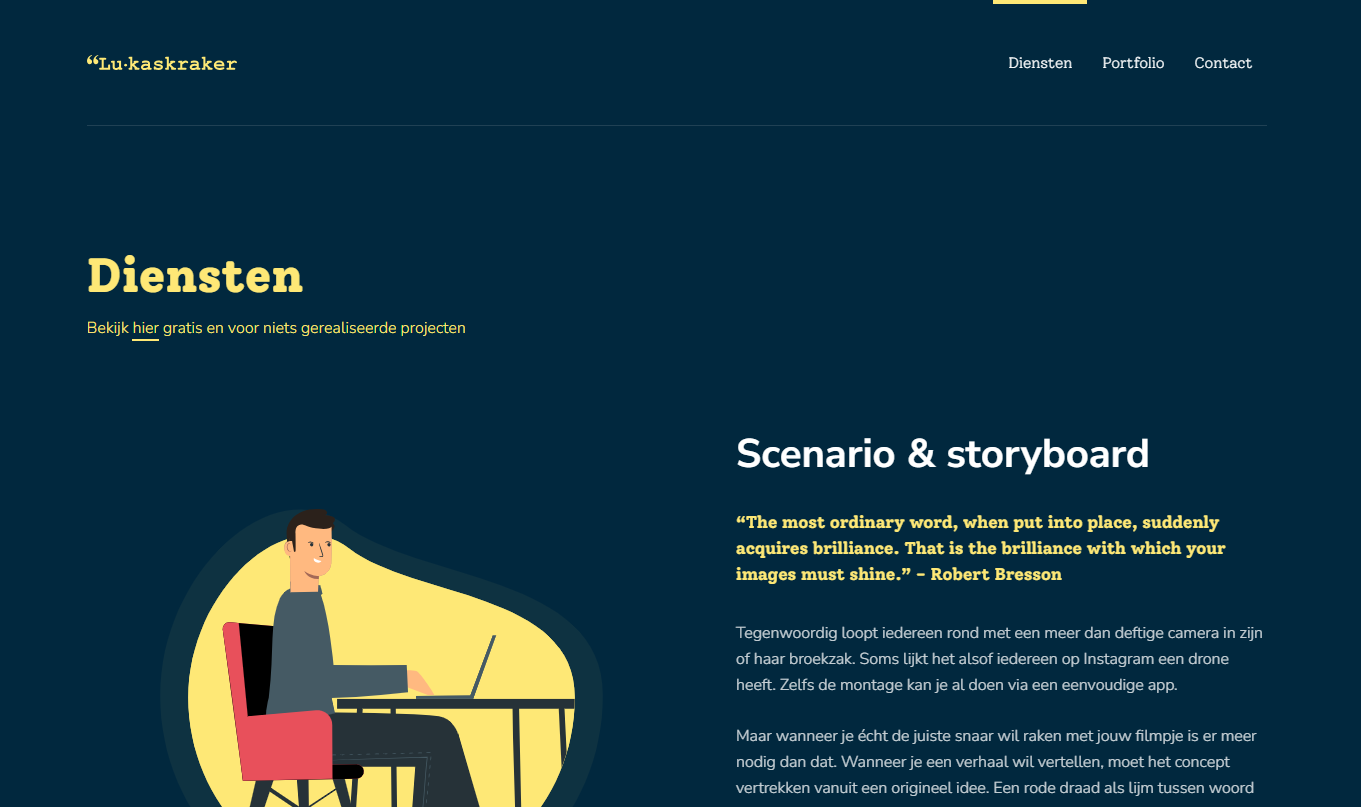 “Lu·kaskraker
Diensten Portfolio Contact
Diensten
Bekijk hier gratis en voor niets gerealiseerde projecten
Scenario & storyboard
“The most ordinary word, when put into place, suddenly
acquires brilliance. That is the brilliance with which your
images must shine.” – Robert Bresson
Tegenwoordig loopt iedereen rond met een meer dan deftige camera in zijn
of haar broekzak. Soms lijkt het alsof iedereen op Instagram een drone
heeft. Zelfs de montage kan je al doen via een eenvoudige app.
Maar wanneer je écht de juiste snaar wil raken met jouw filmpje is er meer
nodig dan dat. Wanneer je een verhaal wil vertellen, moet het concept
vertrekken vanuit een origineel idee. Een rode draad als lijm tussen woord